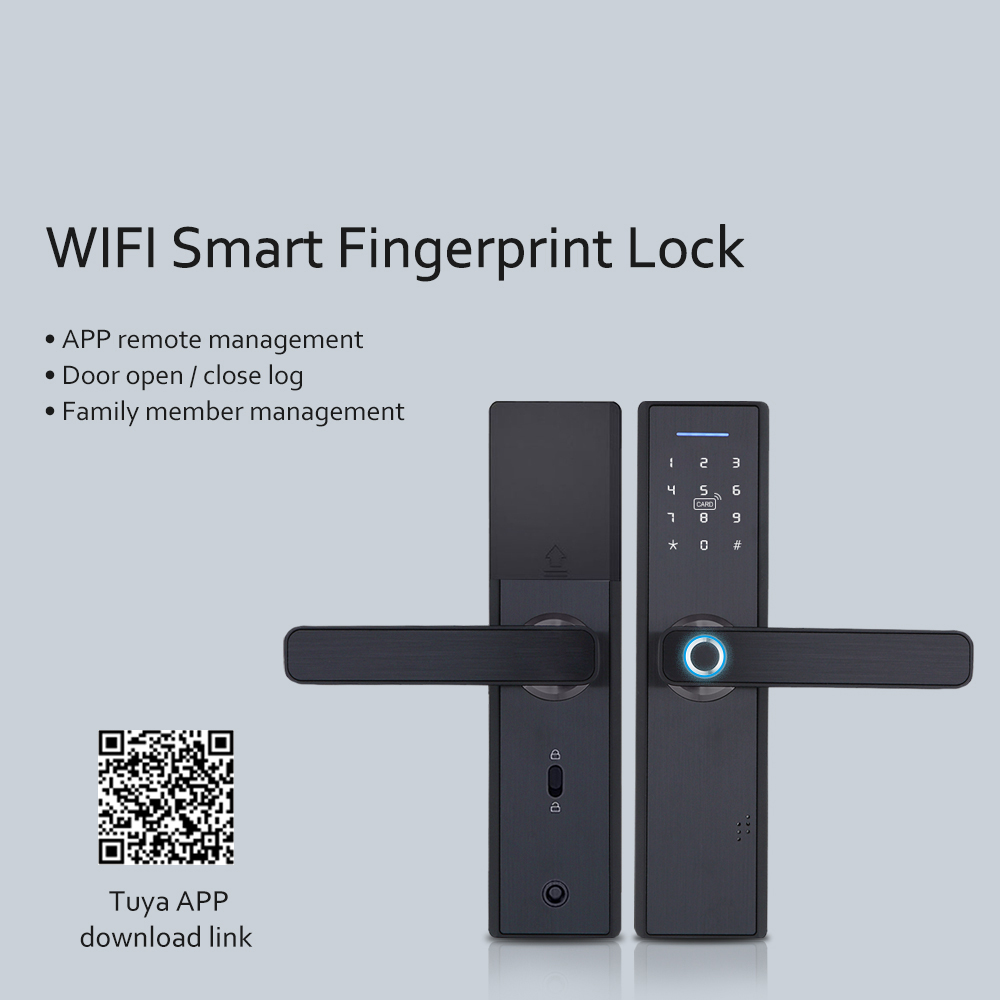 WIFI Smart Fingerprint Lock
• APP remote management
• Door open / close log
• Family member management
1 2 3
4 5 6
CARD
7 8 9
* 0 #
Tuya APP
download link